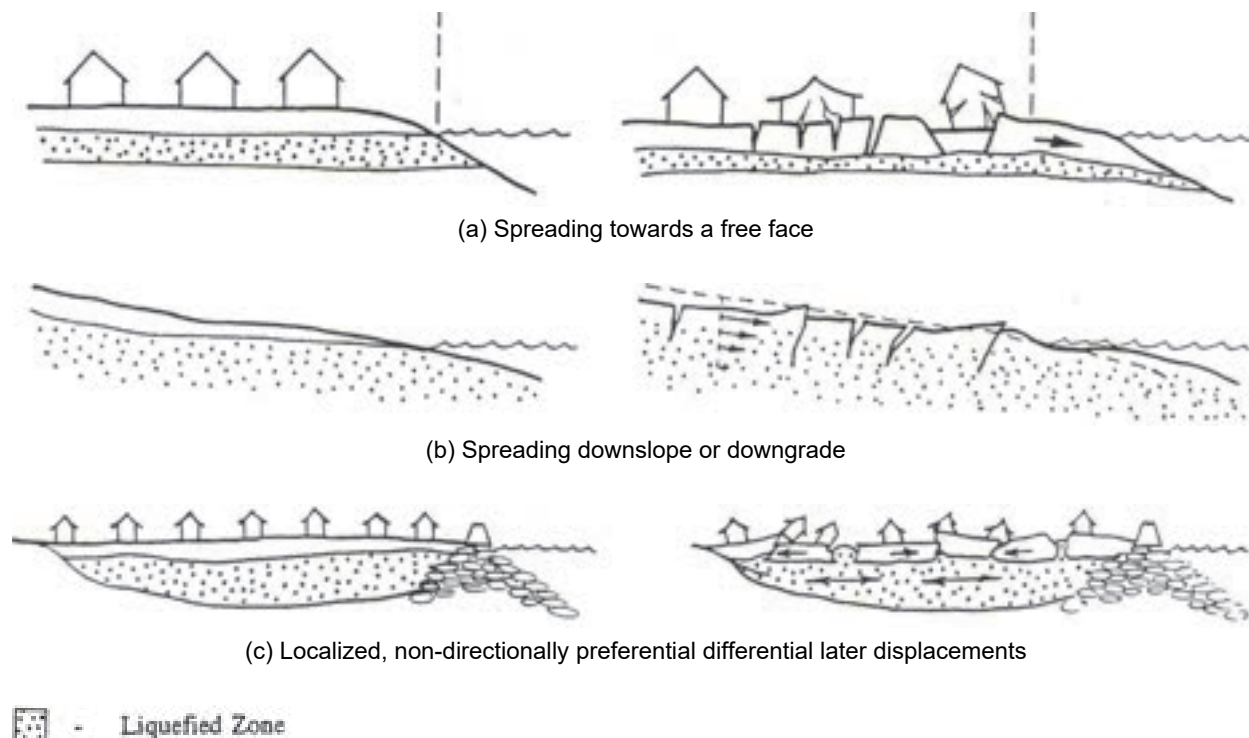 (a) Spreading towards a free face
(b) Spreading downslope or downgrade
(c) Localized, non-directionally preferential differential later displacements
- Liquefied Zone